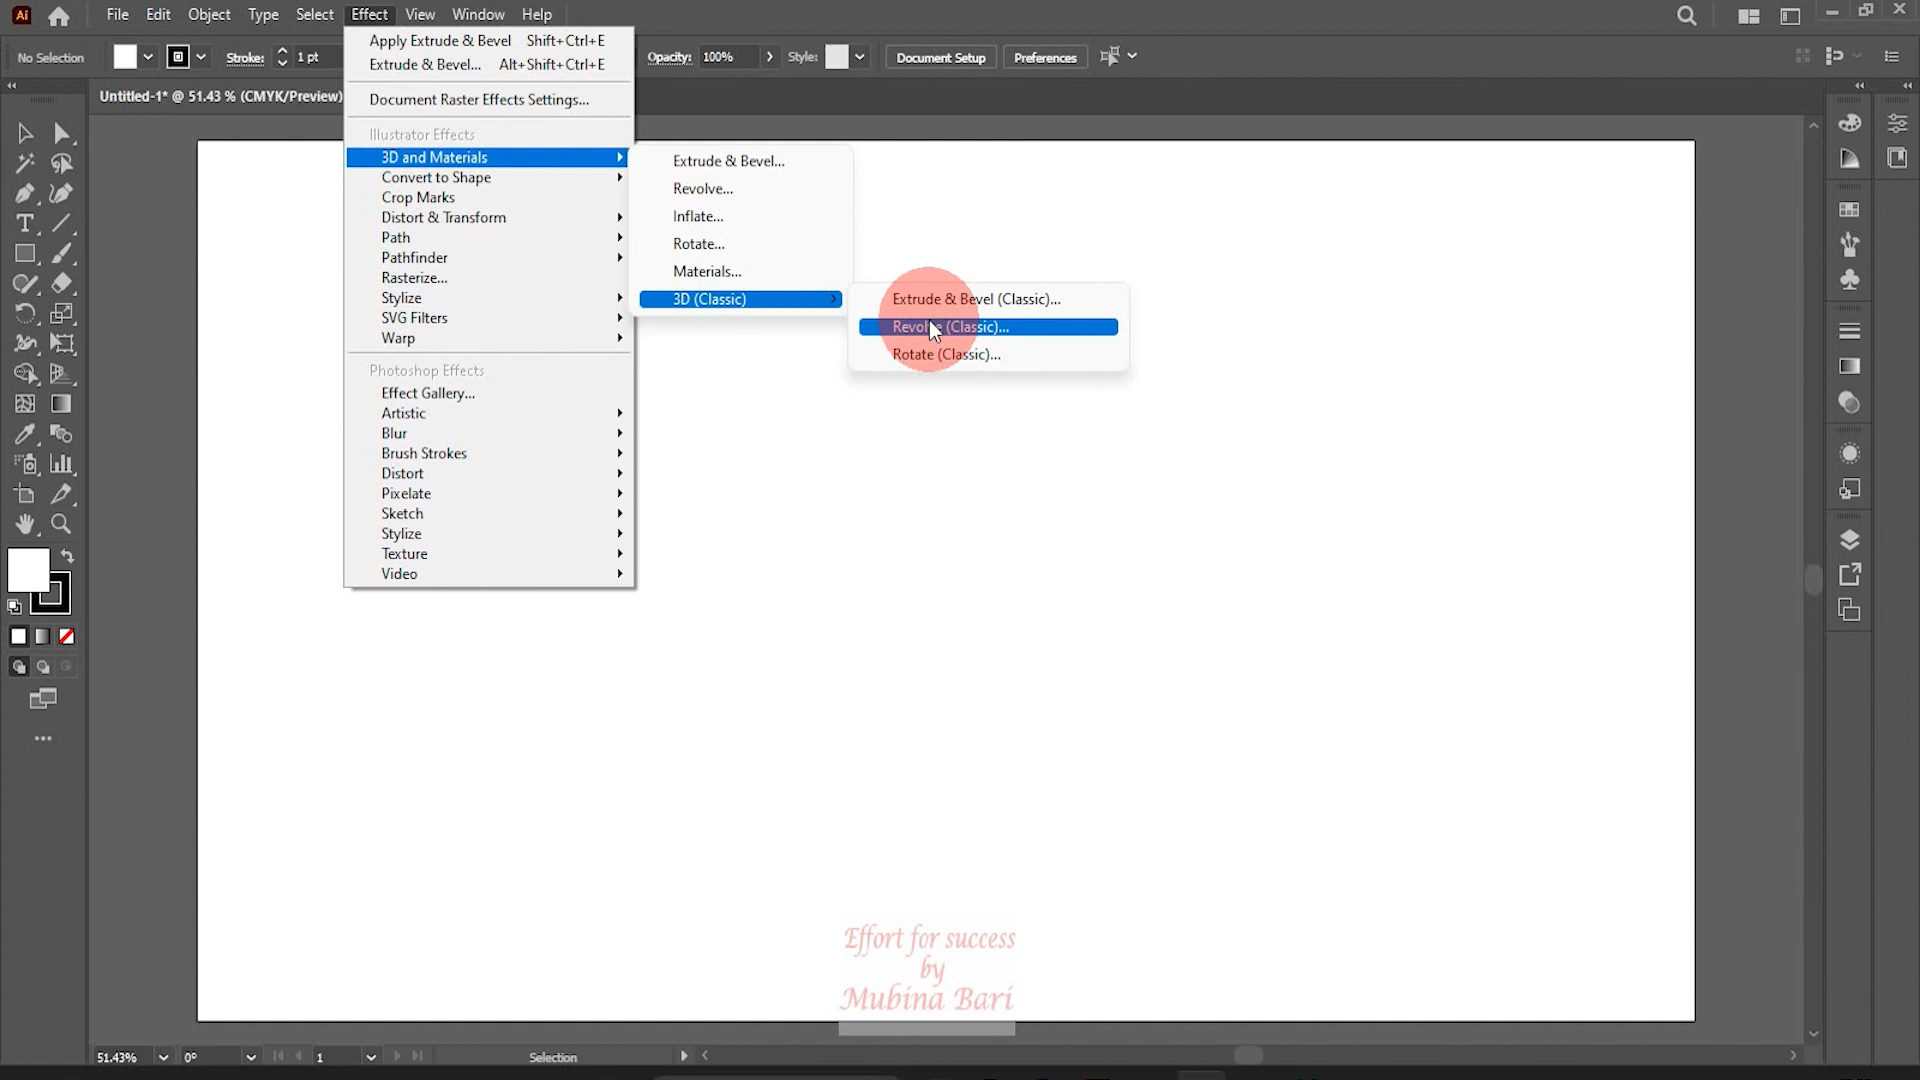 Ai File Edit Object Type Select Effect View Window Help
No Selection Stroke: 1 pt Opacity: 100% Style: Document Setup Preferences
Untitled-1* @ 51.43 % (CMYK/Preview)
Apply Extrude & Bevel Shift+Ctrl+E
Extrude & Bevel... Alt+Shift+Ctrl+E
Document Raster Effects Settings...
Illustrator Effects
3D and Materials
Convert to Shape
Crop Marks
Distort & Transform
Path
Pathfinder
Rasterize...
Stylize
SVG Filters
Warp
Photoshop Effects
Effect Gallery...
Artistic
Blur
Brush Strokes
Distort
Pixelate
Sketch
Stylize
Texture
Video
Extrude & Bevel...
Revolve...
Inflate...
Rotate...
Materials...
3D (Classic)
Extrude & Bevel (Classic)...
Revolve (Classic)...
Rotate (Classic)...
Effort for success
by
Mubina Bari
51.43% 0° 1 Selection